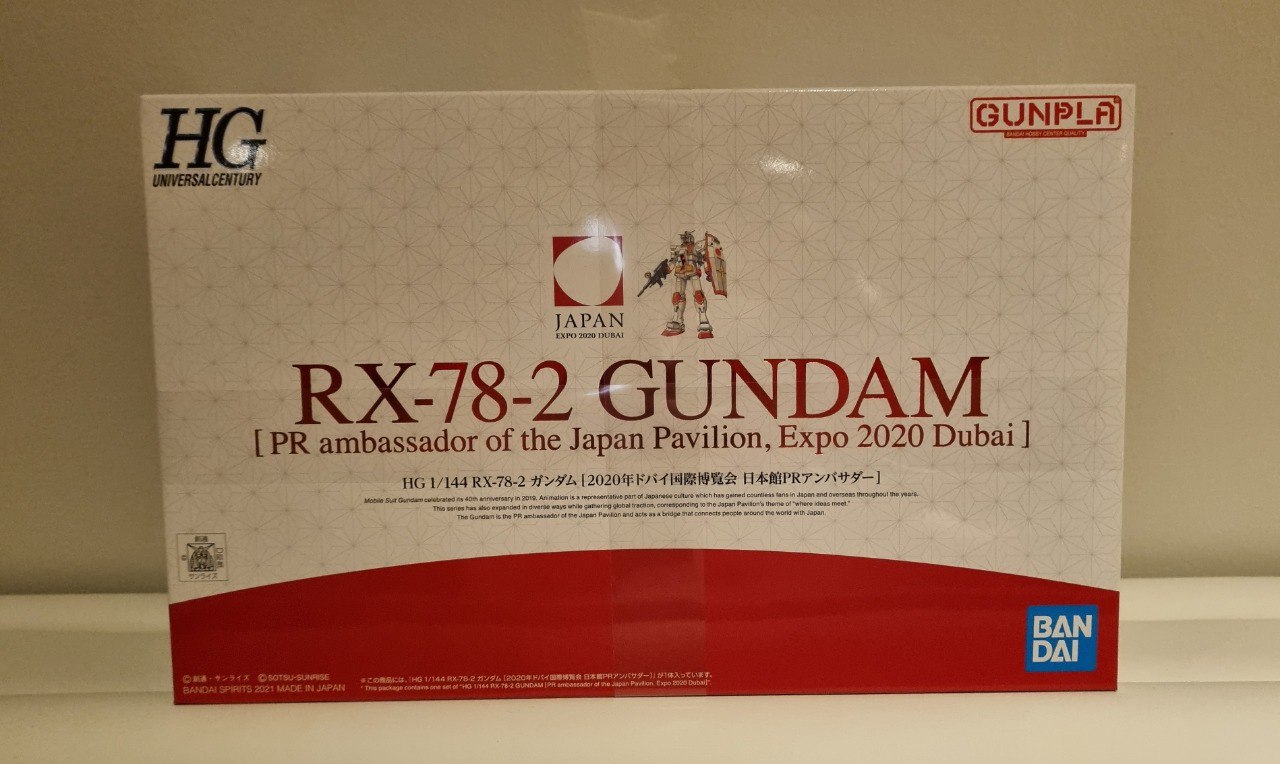 HG
UNIVERSAL CENTURY
GUNPLA
BANDAI HOBBY CENTER QUALITY
JAPAN
EXPO 2020 DUBAI
RX-78-2 GUNDAM
[PR ambassador of the Japan Pavilion, Expo 2020 Dubai]
HG 1/144 RX-78-2 ガンダム [2020年ドバイ国際博覧会 日本館PRアンバサダー]
Mobile Suit Gundam celebrated its 40th anniversary in 2019. Animation is a representative part of Japanese culture which has gained countless fans in Japan and overseas throughout the years.
This series has also expanded in diverse ways while gathering global traction, corresponding to the Japan Pavilion's theme of "where ideas meet."
The Gundam is the PR ambassador of the Japan Pavilion and acts as a bridge that connects people around the world with Japan.
創通
サンライズ
BAN
DAI
©創通・サンライズ ©SOTSU・SUNRISE
BANDAI SPIRITS 2021 MADE IN JAPAN
※この商品には、「HG 1/144 RX-78-2 ガンダム [2020年ドバイ国際博覧会 日本館PRアンバサダー]」が1体入っています。
* This package contains one set of "HG 1/144 RX-78-2 GUNDAM [PR ambassador of the Japan Pavilion, Expo 2020 Dubai]".